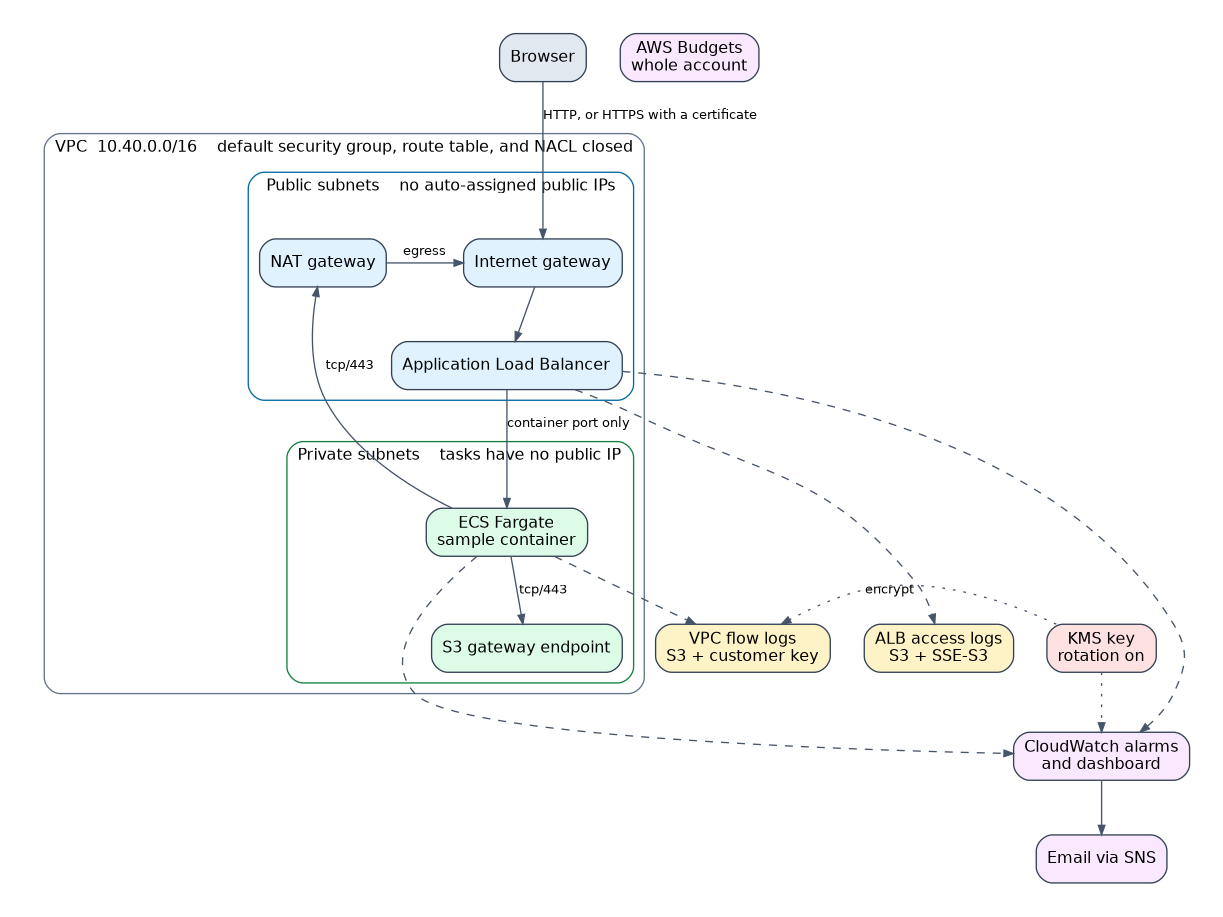 Browser
AWS Budgets
whole account
HTTP, or HTTPS with a certificate
VPC  10.40.0.0/16    default security group, route table, and NACL closed
Public subnets    no auto-assigned public IPs
NAT gateway
egress
Internet gateway
tcp/443
Application Load Balancer
container port only
Private subnets    tasks have no public IP
ECS Fargate
sample container
tcp/443
encrypt
S3 gateway endpoint
VPC flow logs
S3 + customer key
ALB access logs
S3 + SSE-S3
KMS key
rotation on
CloudWatch alarms
and dashboard
Email via SNS